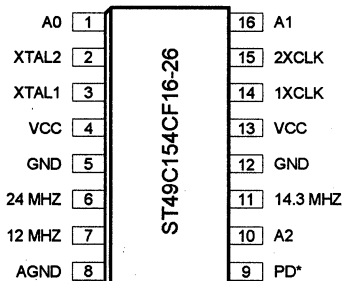 A0 1 16 A1
XTAL2 2 15 2XCLK
XTAL1 3 14 1XCLK
VCC 4 13 VCC
GND 5 12 GND
24 MHZ 6 11 14.3 MHZ
12 MHZ 7 10 A2
AGND 8 9 PD*
ST49C154CF16-26